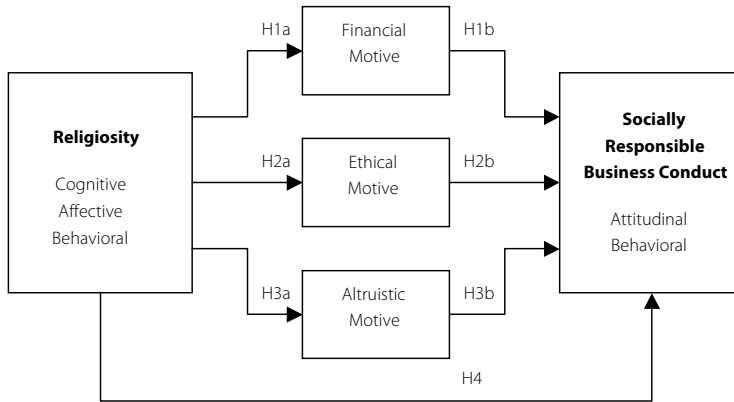 H1a
Financial
Motive
H1b
Religiosity
Cognitive
Affective
Behavioral
H2a
Ethical
Motive
H2b
Socially
Responsible
Business Conduct
Attitudinal
Behavioral
H3a
Altruistic
Motive
H3b
H4